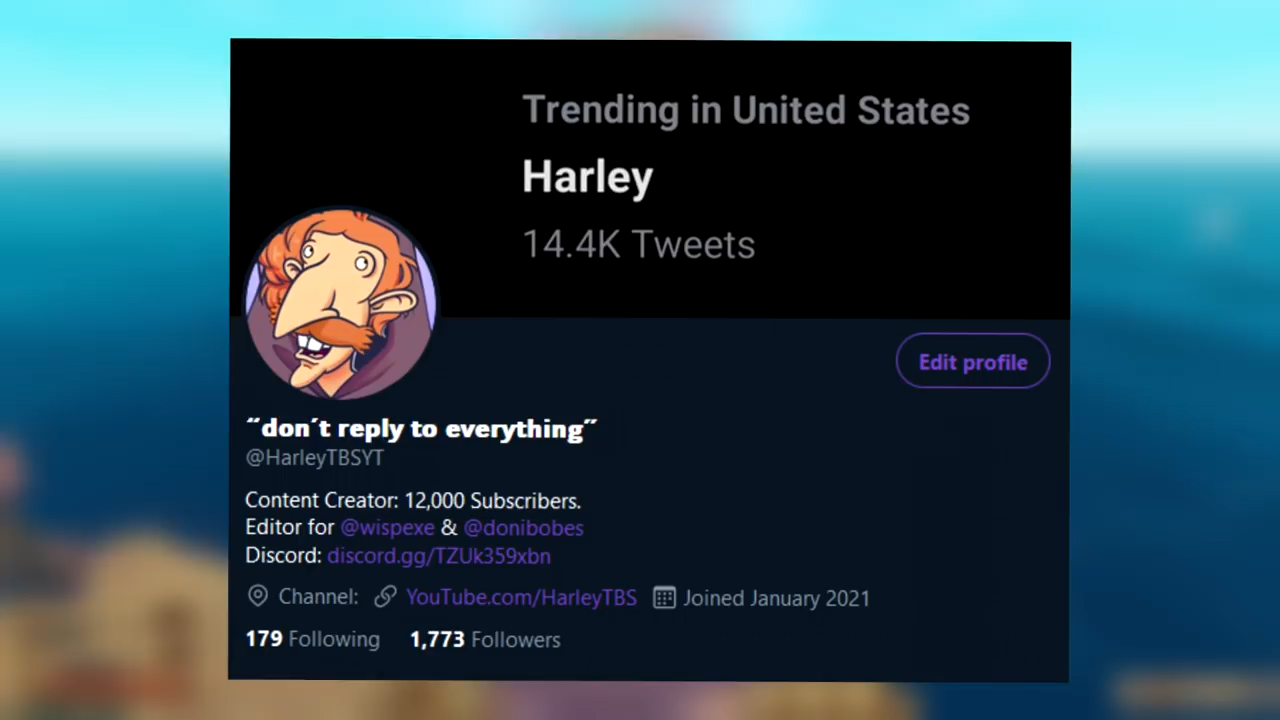 Trending in United States
Harley
14.4K Tweets
Edit profile
“don´t reply to everything”
@HarleyTBSYT
Content Creator: 12,000 Subscribers.
Editor for @wispexe & @donibobes
Discord: discord.gg/TZUk359xbn
Channel: YouTube.com/HarleyTBS Joined January 2021
179 Following 1,773 Followers